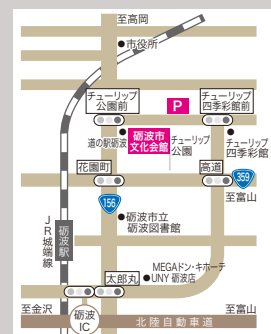 至高岡
市役所
チューリップ
公園前
P
チューリップ
四季彩館前
道の駅砺波
砺波市
文化会館
チューリップ
公園
チューリップ
四季彩館
花園町
高道
359
至富山
156
JR城端線
砺波駅
砺波市立
砺波図書館
太郎丸
MEGAドン・キホーテ
UNY 砺波店
至金沢
砺波
IC
至富山
北陸自動車道